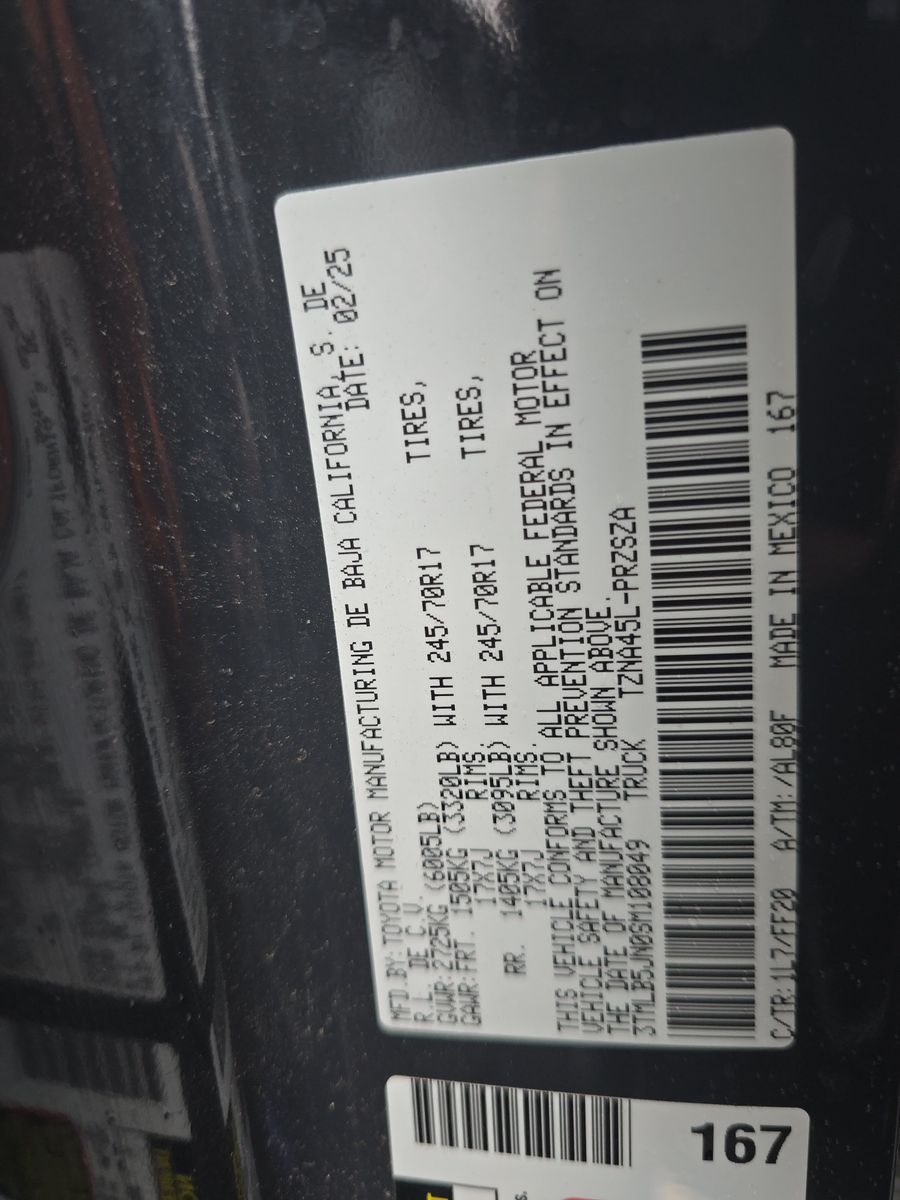 MFD.BY:TOYOTA MOTOR MANUFACTURING DE BAJA CALIFORNIA,S. DE
R.L. DE C.V. DATE: 02/25
GVWR:2725KG (6005LB)
GAWR:FRT. 1505KG (3320LB) WITH 245/70R17 TIRES,
17X7J RIMS.
RR. 1405KG (3095LB) WITH 245/70R17 TIRES,
17X7J RIMS.
THIS VEHICLE CONFORMS TO ALL APPLICABLE FEDERAL MOTOR
VEHICLE SAFETY AND THEFT PREVENTION STANDARDS IN EFFECT ON
THE DATE OF MANUFACTURE SHOWN ABOVE.
3TMLB5JN0SM108049 TRUCK TZNA45L-PRZSZA
C/TR:1L7/FF20 A/TM:/AL80F MADE IN MEXICO 167
167